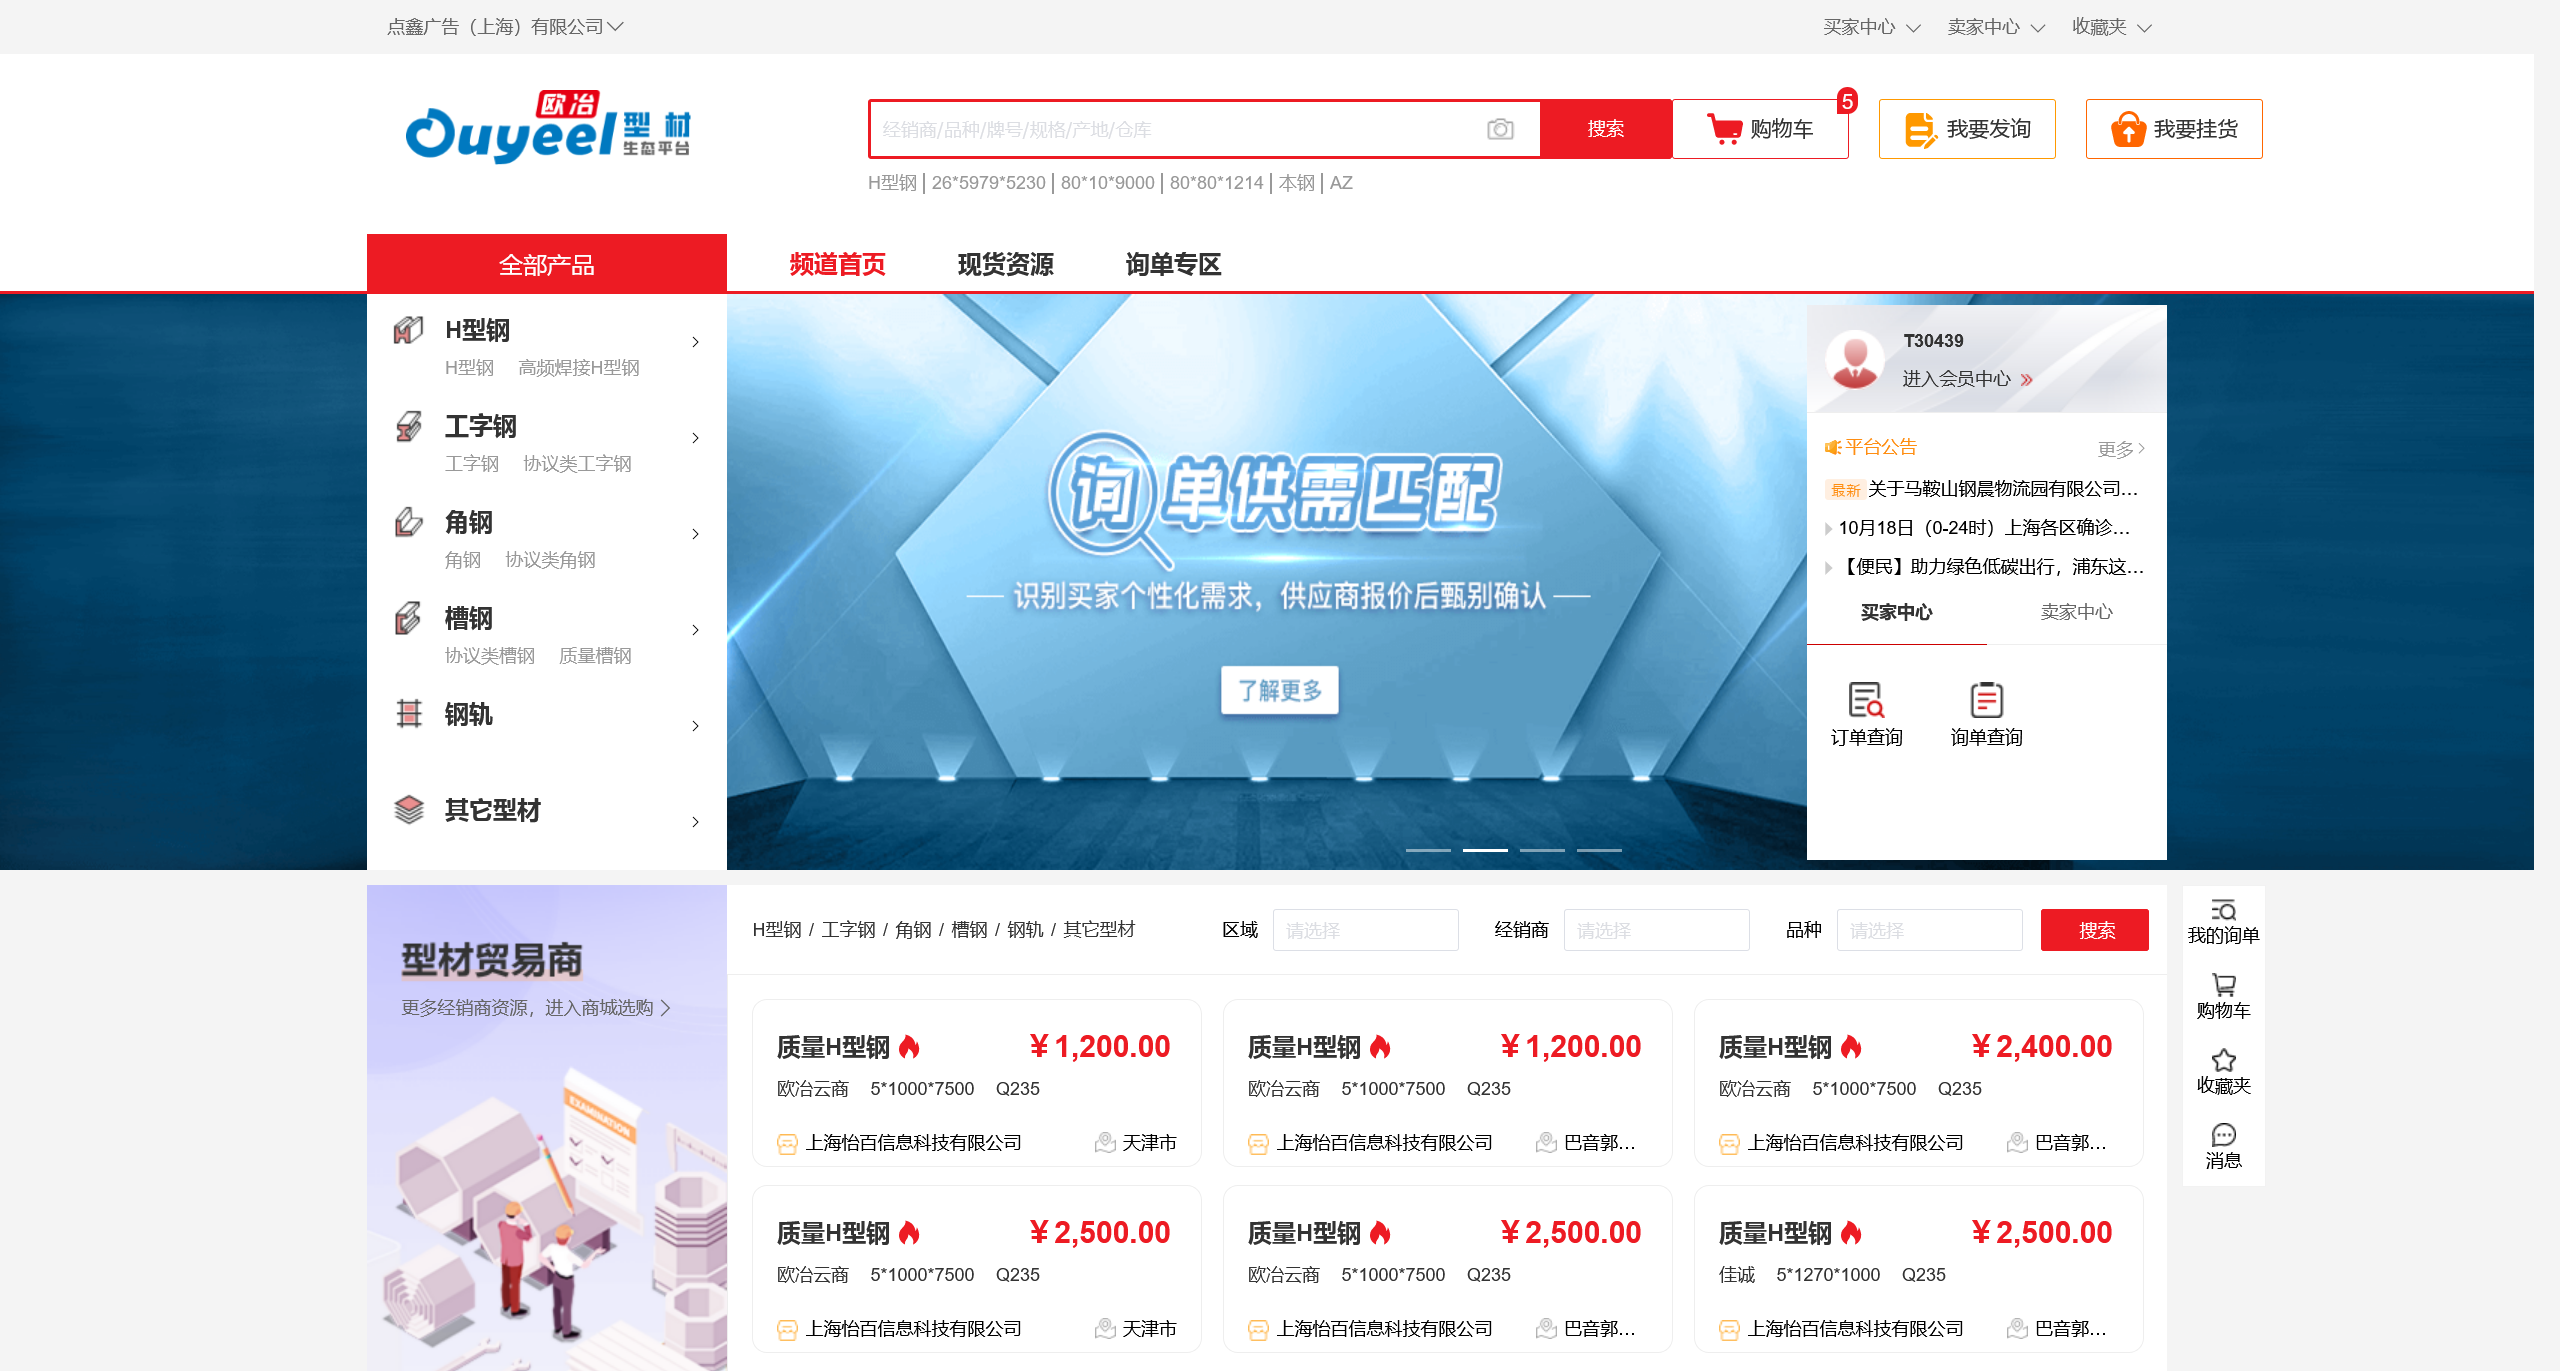 点鑫广告（上海）有限公司
买家中心 卖家中心 收藏夹
欧冶
Ouyeel 型材
生态平台
经销商/品种/牌号/规格/产地/仓库
搜索
购物车
5
我要发询
我要挂货
H型钢 | 26*5979*5230 | 80*10*9000 | 80*80*1214 | 本钢 | AZ
全部产品
频道首页 现货资源 询单专区
H型钢
H型钢 高频焊接H型钢
工字钢
工字钢 协议类工字钢
角钢
角钢 协议类角钢
槽钢
协议类槽钢 质量槽钢
钢轨
其它型材
询单供需匹配
识别买家个性化需求，供应商报价后甄别确认
了解更多
T30439
进入会员中心
平台公告 更多
最新 关于马鞍山钢晨物流园有限公司...
10月18日（0-24时）上海各区确诊...
【便民】助力绿色低碳出行，浦东这...
买家中心 卖家中心
订单查询 询单查询
型材贸易商
更多经销商资源，进入商城选购
EXAMINATION
H型钢 / 工字钢 / 角钢 / 槽钢 / 钢轨 / 其它型材
区域 请选择 经销商 请选择 品种 请选择 搜索
质量H型钢 ¥1,200.00
欧冶云商 5*1000*7500 Q235
上海怡百信息科技有限公司 天津市
质量H型钢 ¥1,200.00
欧冶云商 5*1000*7500 Q235
上海怡百信息科技有限公司 巴音郭...
质量H型钢 ¥2,400.00
欧冶云商 5*1000*7500 Q235
上海怡百信息科技有限公司 巴音郭...
质量H型钢 ¥2,500.00
欧冶云商 5*1000*7500 Q235
上海怡百信息科技有限公司 天津市
质量H型钢 ¥2,500.00
欧冶云商 5*1000*7500 Q235
上海怡百信息科技有限公司 巴音郭...
质量H型钢 ¥2,500.00
佳诚 5*1270*1000 Q235
上海怡百信息科技有限公司 巴音郭...
我的询单
购物车
收藏夹
消息